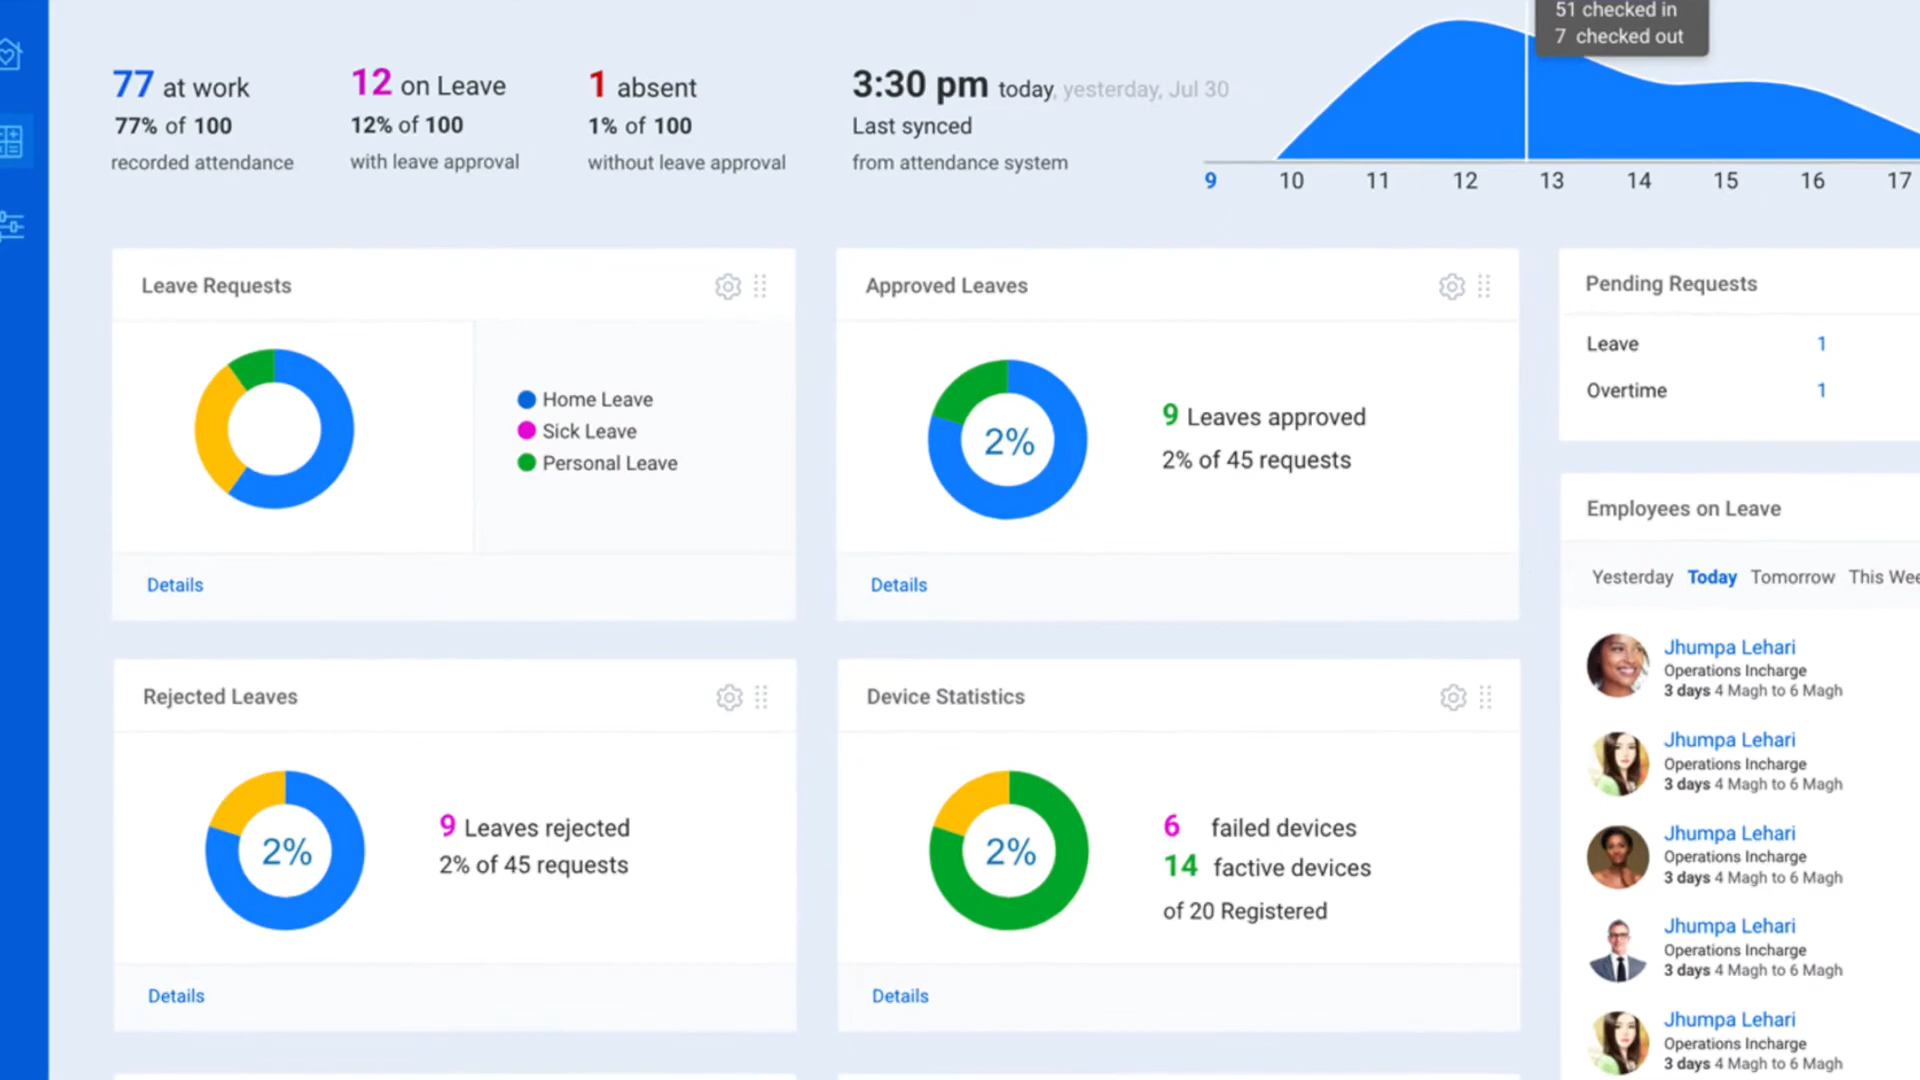 51 checked in
7 checked out
77 at work
77% of 100
recorded attendance
12 on Leave
12% of 100
with leave approval
1 absent
1% of 100
without leave approval
3:30 pm today, yesterday, Jul 30
Last synced
from attendance system
9 10 11 12 13 14 15 16 17
Leave Requests
Home Leave
Sick Leave
Personal Leave
Details
Approved Leaves
2%
9 Leaves approved
2% of 45 requests
Details
Pending Requests
Leave 1
Overtime 1
Rejected Leaves
2%
9 Leaves rejected
2% of 45 requests
Details
Device Statistics
2%
6 failed devices
14 factive devices
of 20 Registered
Details
Employees on Leave
Yesterday Today Tomorrow This Wee
Jhumpa Lehari
Operations Incharge
3 days 4 Magh to 6 Magh
Jhumpa Lehari
Operations Incharge
3 days 4 Magh to 6 Magh
Jhumpa Lehari
Operations Incharge
3 days 4 Magh to 6 Magh
Jhumpa Lehari
Operations Incharge
3 days 4 Magh to 6 Magh
Jhumpa Lehari
Operations Incharge
3 days 4 Magh to 6 Magh